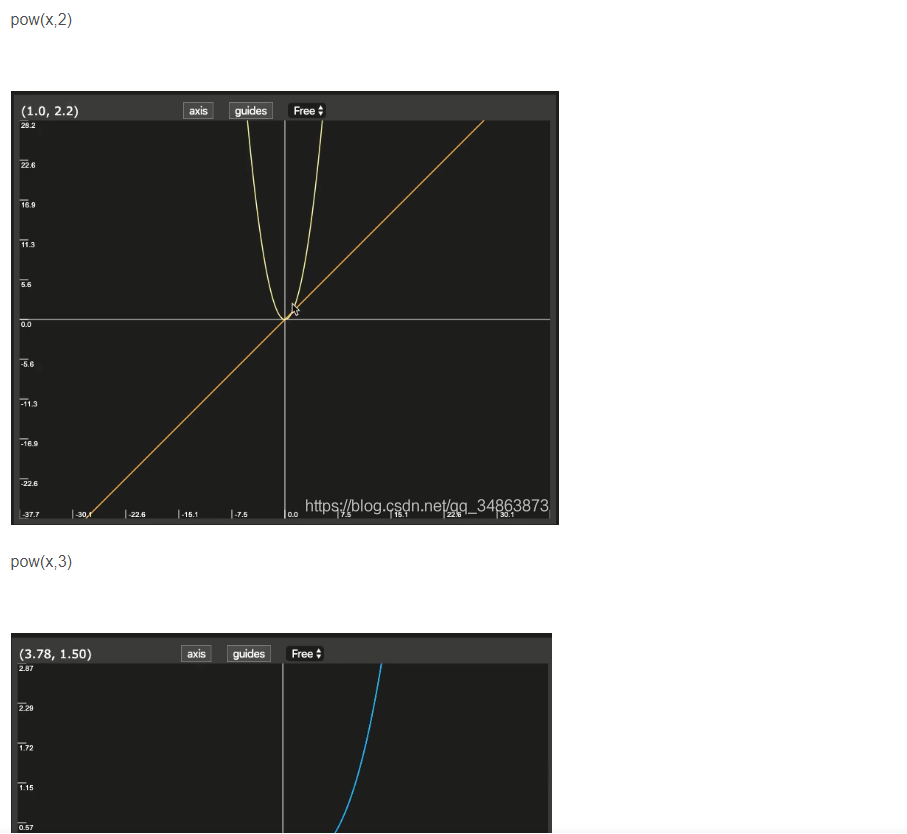 pow(x,2)
(1.0, 2.2) axis guides Free
28.2
22.6
16.9
11.3
5.6
0.0
-5.6
-11.3
-16.9
-22.6
https://blog.csdn.net/qq_34863873
-37.7 -30.1 -22.6 -15.1 -7.5 0.0 7.5 15.1 22.6 30.1
pow(x,3)
(3.78, 1.50) axis guides Free
2.87
2.29
1.72
1.15
0.57